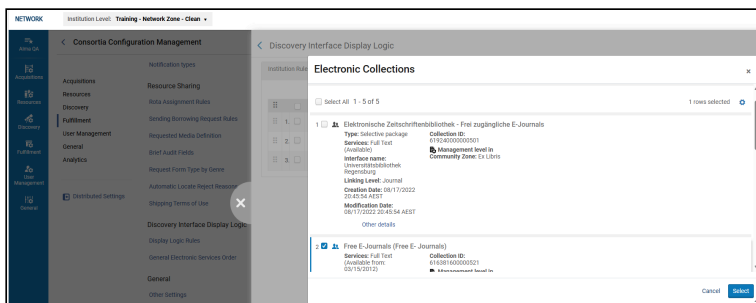 NETWORK
Institution Level: Training - Network Zone - Clean
Alma QA
Acquisitions
Resources
Discovery
Fulfillment
User Management
General
Consortia Configuration Management
Acquisitions
Resources
Discovery
Fulfillment
User Management
General
Analytics
Distributed Settings
Notification types
Resource Sharing
Rota Assignment Rules
Sending Borrowing Request Rules
Requested Media Definition
Brief Audit Fields
Request Form Type by Genre
Automatic Locate Reject Reasons
Shipping Terms of Use
Discovery Interface Display Logic
Display Logic Rules
General Electronic Services Order
General
Other Settings
Discovery Interface Display Logic
Institution Rules
1.
2.
3.
Electronic Collections
Select All 1 - 5 of 5
1 rows selected
1 Elektronische Zeitschriftenbibliothek - Frei zugängliche E-Journals
Type: Selective package
Services: Full Text
(Available)
Interface name:
Universitätsbibliothek
Regensburg
Linking Level: Journal
Creation Date: 08/17/2022
20:45:54 AEST
Modification Date:
08/17/2022 20:45:54 AEST
Other details
Collection ID:
619240000000501
Management level in
Community Zone: Ex Libris
2 Free E-Journals (Free E- Journals)
Services: Full Text
(Available from:
03/15/2012)
Collection ID:
616381600000521
Management level in
Cancel
Select